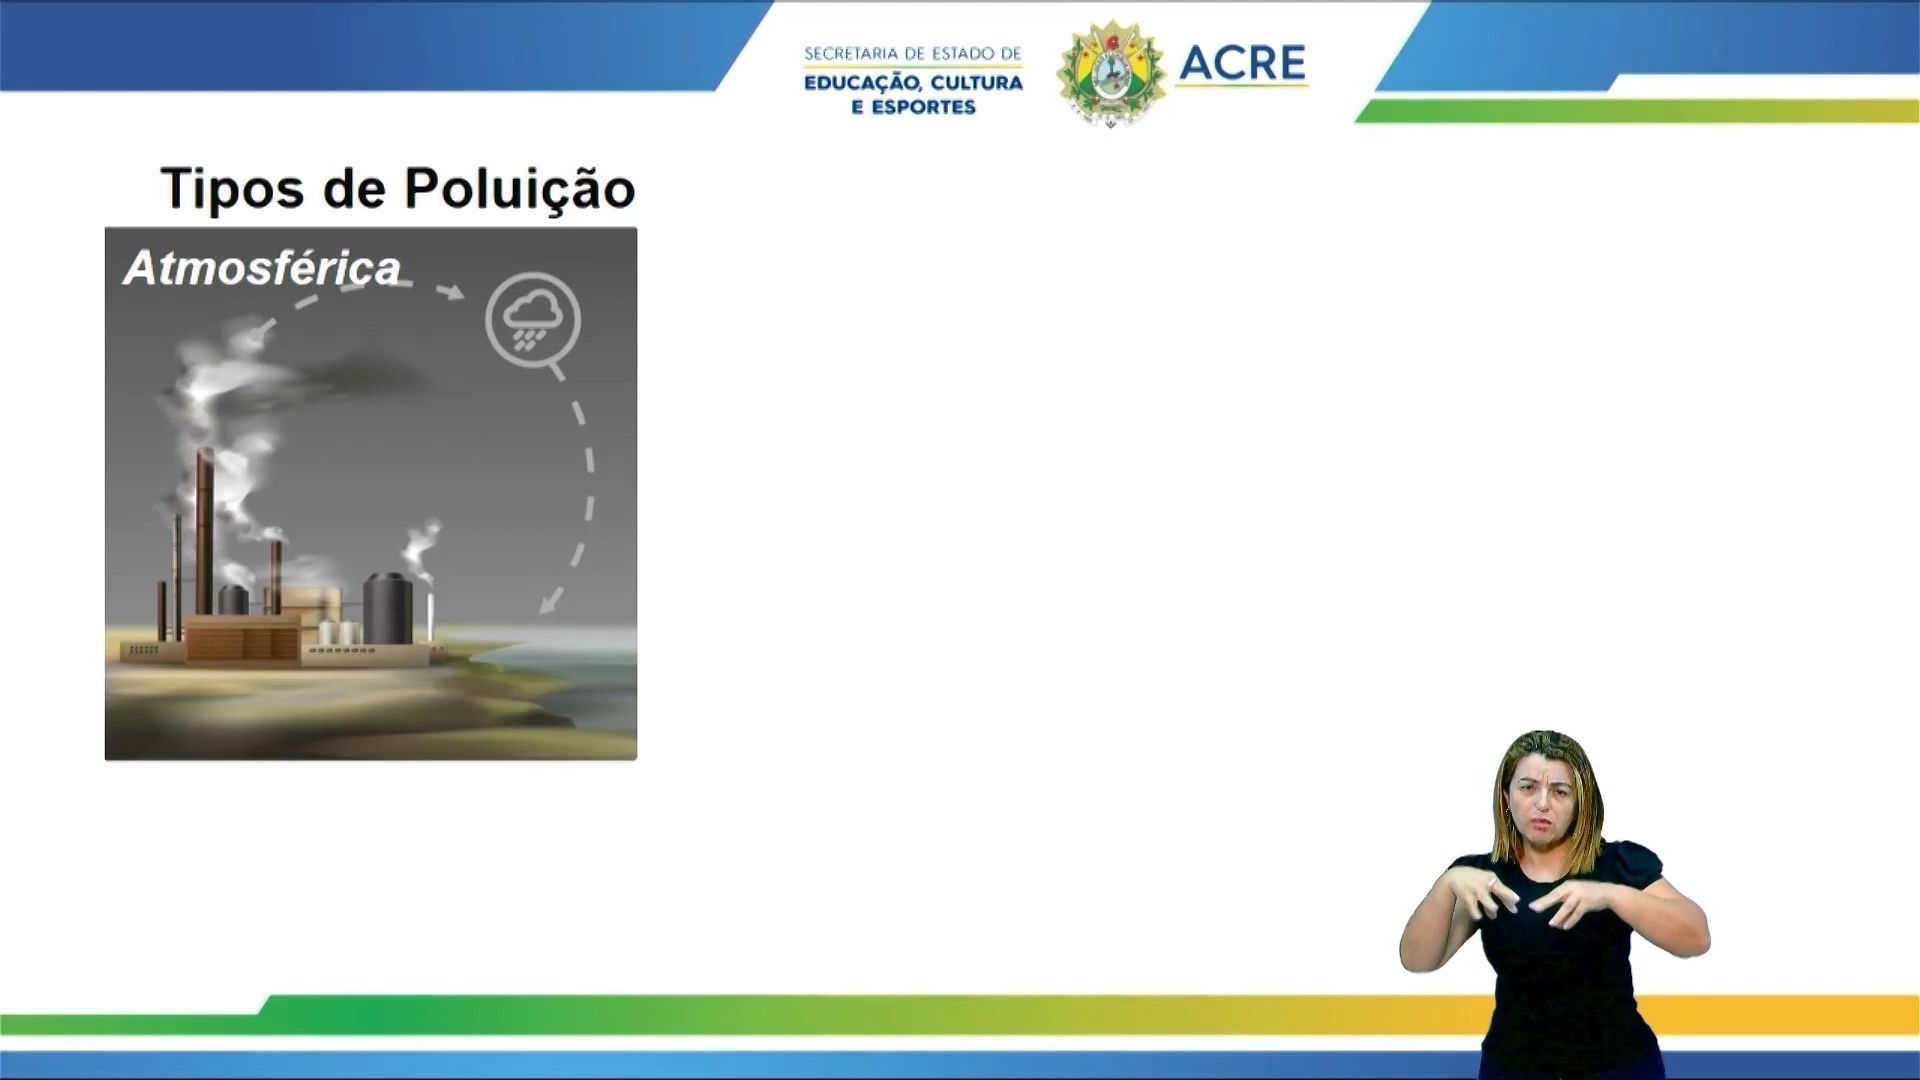 SECRETARIA DE ESTADO DE
EDUCAÇÃO, CULTURA
E ESPORTES
ACRE
Tipos de Poluição
Atmosférica